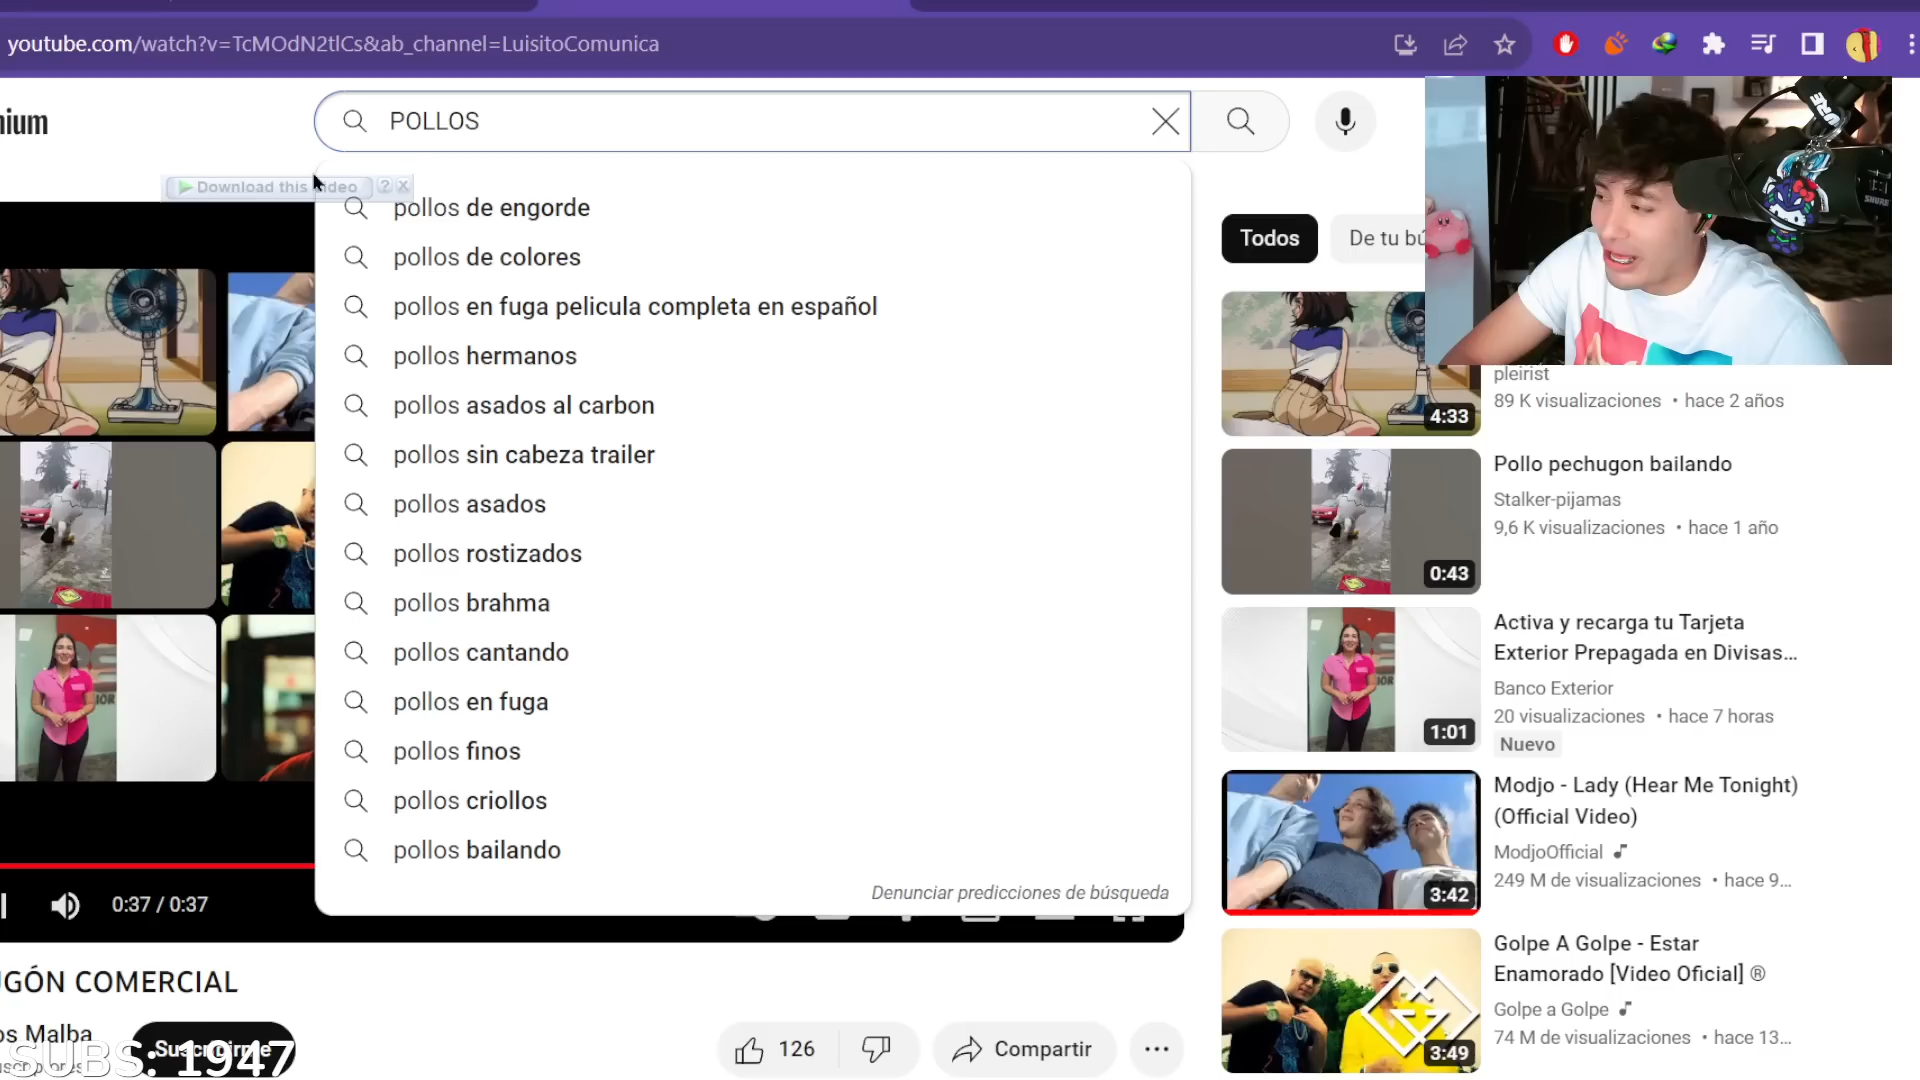 youtube.com/watch?v=TcMOdN2tlCs&ab_channel=LuisitoComunica
nium
POLLOS
Download this video
?
pollos de engorde
pollos de colores
pollos en fuga pelicula completa en español
pollos hermanos
pollos asados al carbon
pollos sin cabeza trailer
pollos asados
pollos rostizados
pollos brahma
pollos cantando
pollos en fuga
pollos finos
pollos criollos
pollos bailando
Denunciar predicciones de búsqueda
0:37 / 0:37
UGÓN COMERCIAL
os Malba
Suscribirme
SUBS: 1947
126
Compartir
Todos
De tu bú
SHURE
4:33
pleirist
89 K visualizaciones • hace 2 años
0:43
Pollo pechugon bailando
Stalker-pijamas
9,6 K visualizaciones • hace 1 año
1:01
Activa y recarga tu Tarjeta
Exterior Prepagada en Divisas...
Banco Exterior
20 visualizaciones • hace 7 horas
Nuevo
3:42
Modjo - Lady (Hear Me Tonight)
(Official Video)
ModjoOfficial
249 M de visualizaciones • hace 9...
3:49
Golpe A Golpe - Estar
Enamorado [Video Oficial] ®
Golpe a Golpe
74 M de visualizaciones • hace 13...